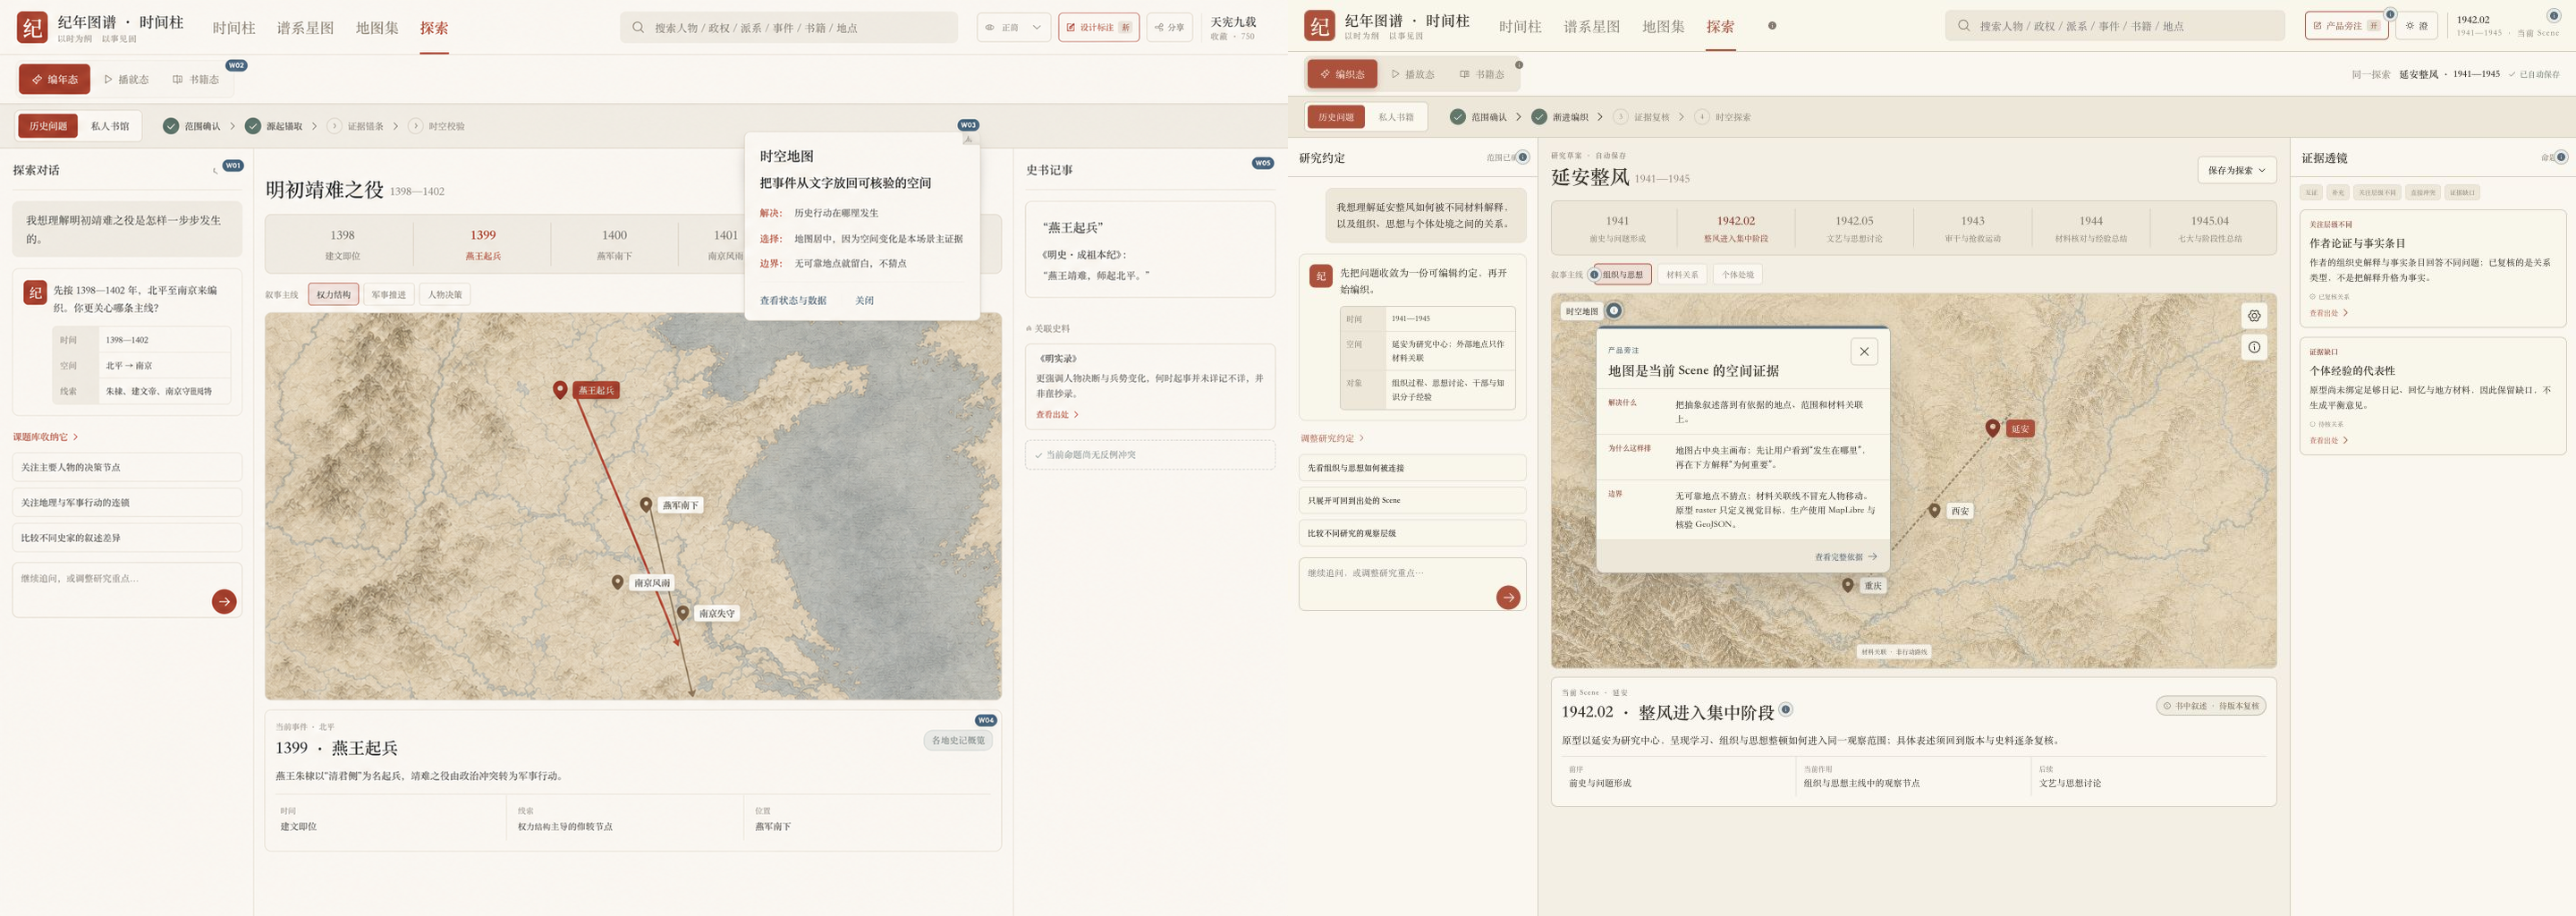 纪
纪年图谱 · 时间柱
以时为纲 以事见因
时间柱
谱系星图
地图集
探索
搜索人物 / 政权 / 派系 / 事件 / 书籍 / 地点
正简
设计标注
新
分享
天宪九载
收藏 · 750
编年态
播就态
书籍态
W02
历史问题
私人书馆
范围确认
3 证据链条
3 时空校验
探索对话
W01
我想理解明初靖难之役是怎样一步步发生
的。
纪
先按 1398—1402 年，北平至南京来编
织。你更关心哪条主线？
时间 1398—1402
空间 北平 → 南京
课题库收纳它
关注主要人物的决策节点
关注地理与军事行动的连锁
比较不同史家的叙述差异
继续追问，或调整研究重点…
明初靖难之役 1398—1402
1398
建文即位
1399
燕王起兵
1400
燕军南下
1401
叙事主线
权力结构
军事推进
人物决策
W03
时空地图
把事件从文字放回可核验的空间
解决： 历史行动在哪里发生
选择： 地图居中，因为空间变化是本场景主证据
边界： 无可靠地点就留白，不猜点
查看状态与数据
关闭
燕王起兵
燕军南下
南京失守
W04
当前事件 · 北平
1399 · 燕王起兵
各地史记概览
燕王朱棣以“清君侧”为名起兵，靖难之役由政治冲突转为军事行动。
时间
建文即位
线索
位置
燕军南下
史书记事
W05
“燕王起兵”
《明史·成祖本纪》：
“燕王靖难，师起北平。”
关联史料
《明实录》
更强调人物决断与兵势变化，何时起事并未详记不详，并
查看出处
当前命题尚无反例冲突
纪
纪年图谱 · 时间柱
以时为纲 以事见因
时间柱
谱系星图
地图集
探索
搜索人物 / 政权 / 派系 / 事件 / 书籍 / 地点
产品旁注
开
澄
1942.02
1941—1945 · 当前 Scene
编织态
播放态
书籍态
同一探索 延安整风 · 1941—1945
已自动保存
历史问题
私人书籍
范围确认
渐进编织
3 证据复核
4 时空探索
研究约定
我想理解延安整风如何被不同材料解释，
以及组织、思想与个体处境之间的关系。
纪
先把问题收敛为一份可编辑约定，再开
始编织。
时间 1941—1945
空间 延安为研究中心；外部地点只作
材料关联
对象 组织过程、思想讨论、干部与知
识分子经验
调整研究约定
先看组织与思想如何被连接
只展开可回到出处的 Scene
比较不同研究的观察层级
继续追问，或调整研究重点…
研究草案 · 自动保存
延安整风 1941—1945
保存为探索
1941
前史与问题形成
1942.02
整风进入集中阶段
1942.05
文艺与思想讨论
1943
审干与抢救运动
1944
材料核对与经验总结
1945.04
七大与阶段性总结
叙事主线
组织与思想
材料关系
个体处境
时空地图
产品旁注
地图是当前 Scene 的空间证据
解决什么
把抽象叙述落到有依据的地点、范围和材料关联
上。
为什么这样排
地图占中央主画布：先让用户看到“发生在哪里”，
再在下方解释“为何重要”。
边界
无可靠地点不猜点；材料关联线不冒充人物移动。
原型 raster 只定义视觉目标，生产使用 MapLibre 与
核验 GeoJSON。
查看完整依据
延安
西安
重庆
材料关联 · 非行动路线
当前 Scene · 延安
1942.02 · 整风进入集中阶段
书中叙述 · 待版本复核
原型以延安为研究中心，呈现学习、组织与思想整顿如何进入同一观察范围；具体表述须回到版本与史料逐条复核。
前序
前史与问题形成
当前作用
组织与思想主线中的观察节点
后续
文艺与思想讨论
证据透镜
互证
补充
关注层级不同
直接冲突
证据缺口
关注层级不同
作者论证与事实条目
作者的组织史解释与事实条目回答不同问题；已复核的是关系
类型，不是把解释升格为事实。
已复核关系
查看出处
证据缺口
个体经验的代表性
原型尚未绑定足够日记、回忆与地方材料，因此保留缺口，不
生成平衡意见。
待核关系
查看出处